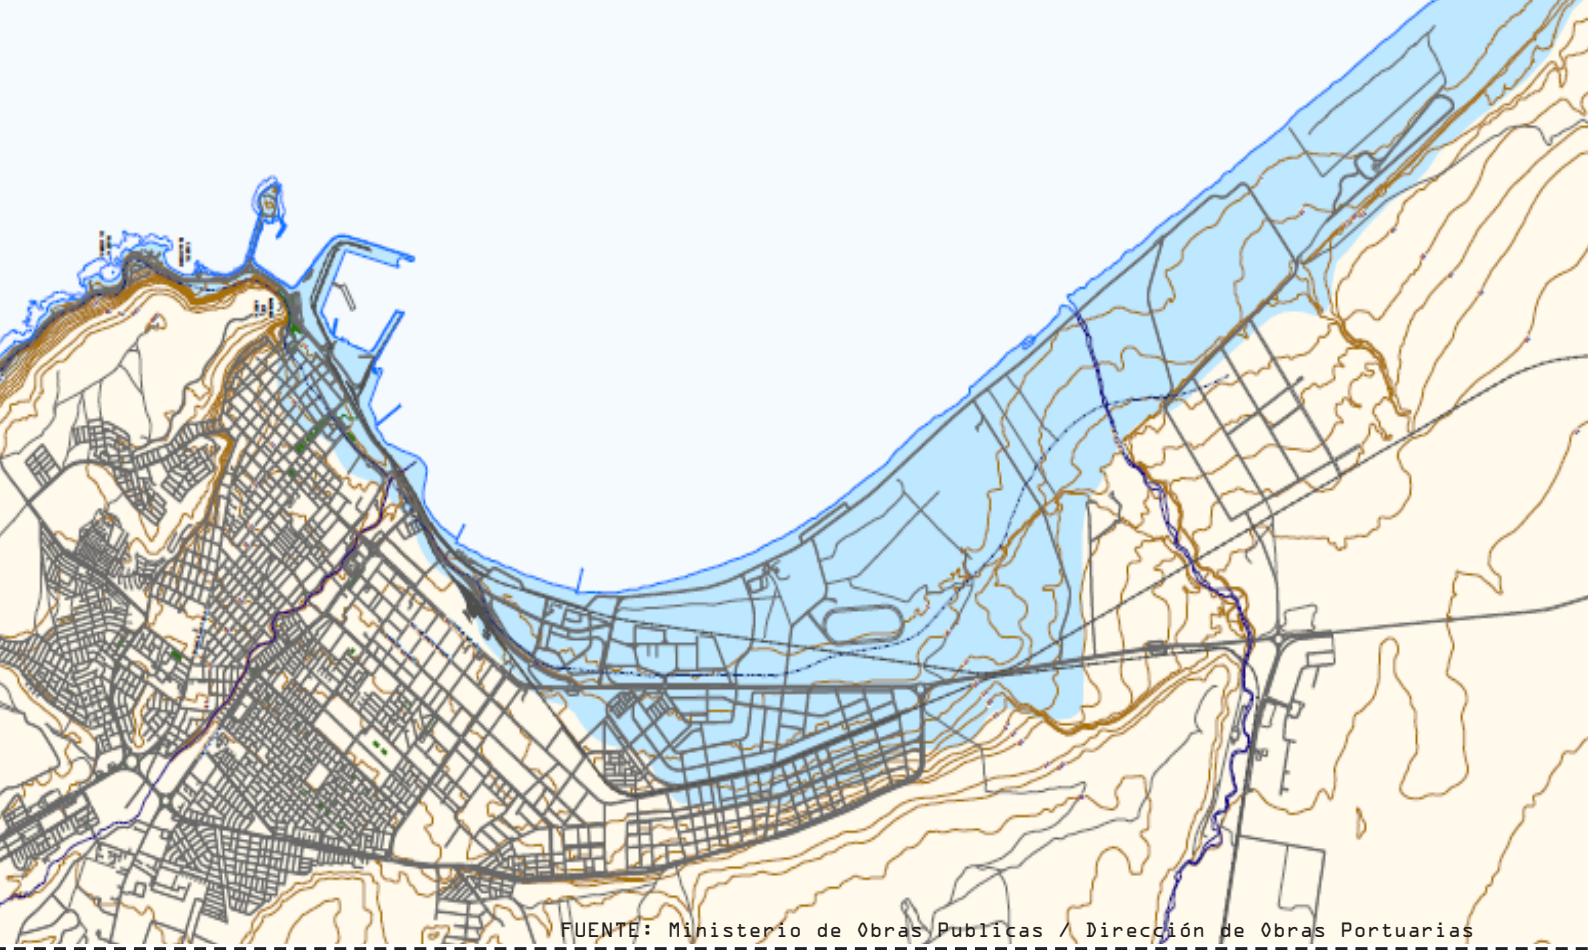 FUENTE: Ministerio de Obras Publicas / Dirección de Obras Portuarias